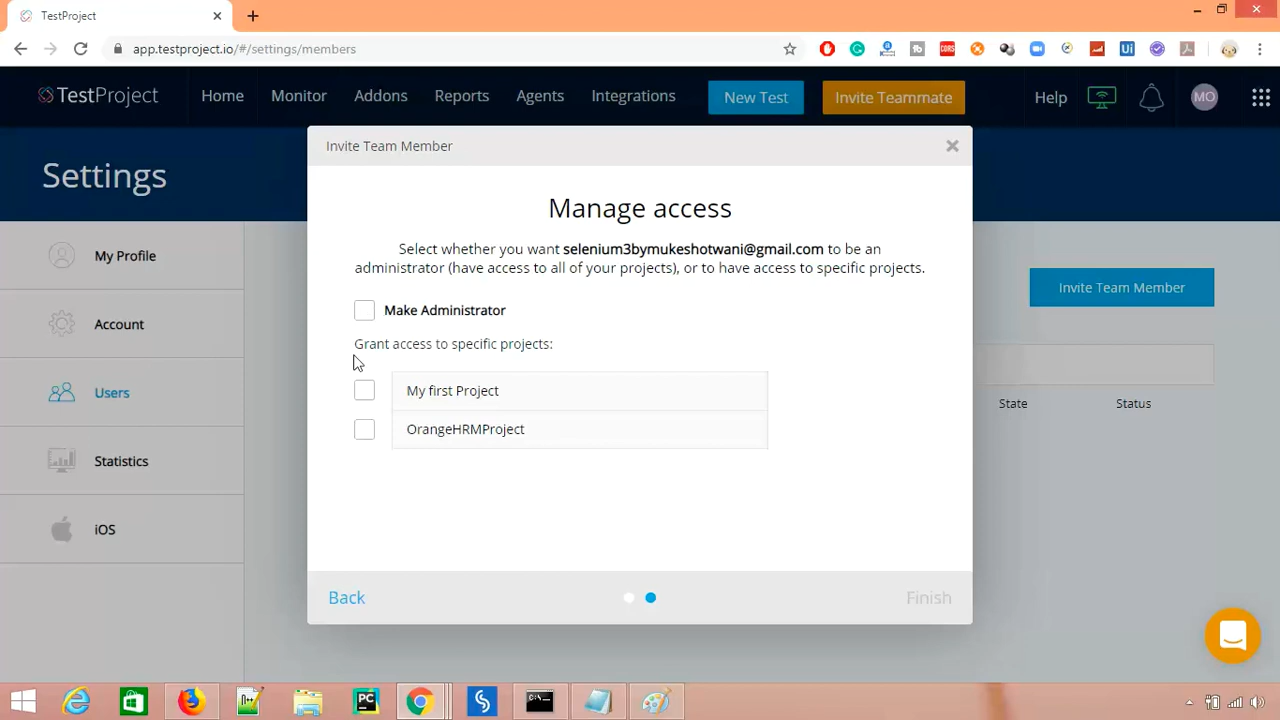 TestProject
app.testproject.io/#/settings/members
TestProject
Home
Monitor
Addons
Reports
Agents
Integrations
New Test
Invite Teammate
Help
MO
Settings
Invite Team Member
Manage access
Select whether you want selenium3bymukeshotwani@gmail.com to be an
administrator (have access to all of your projects), or to have access to specific projects.
Make Administrator
Grant access to specific projects:
My first Project
OrangeHRMProject
Back
Finish
My Profile
Account
Users
Statistics
iOS
Invite Team Member
State
Status
CORS
Ui
PC